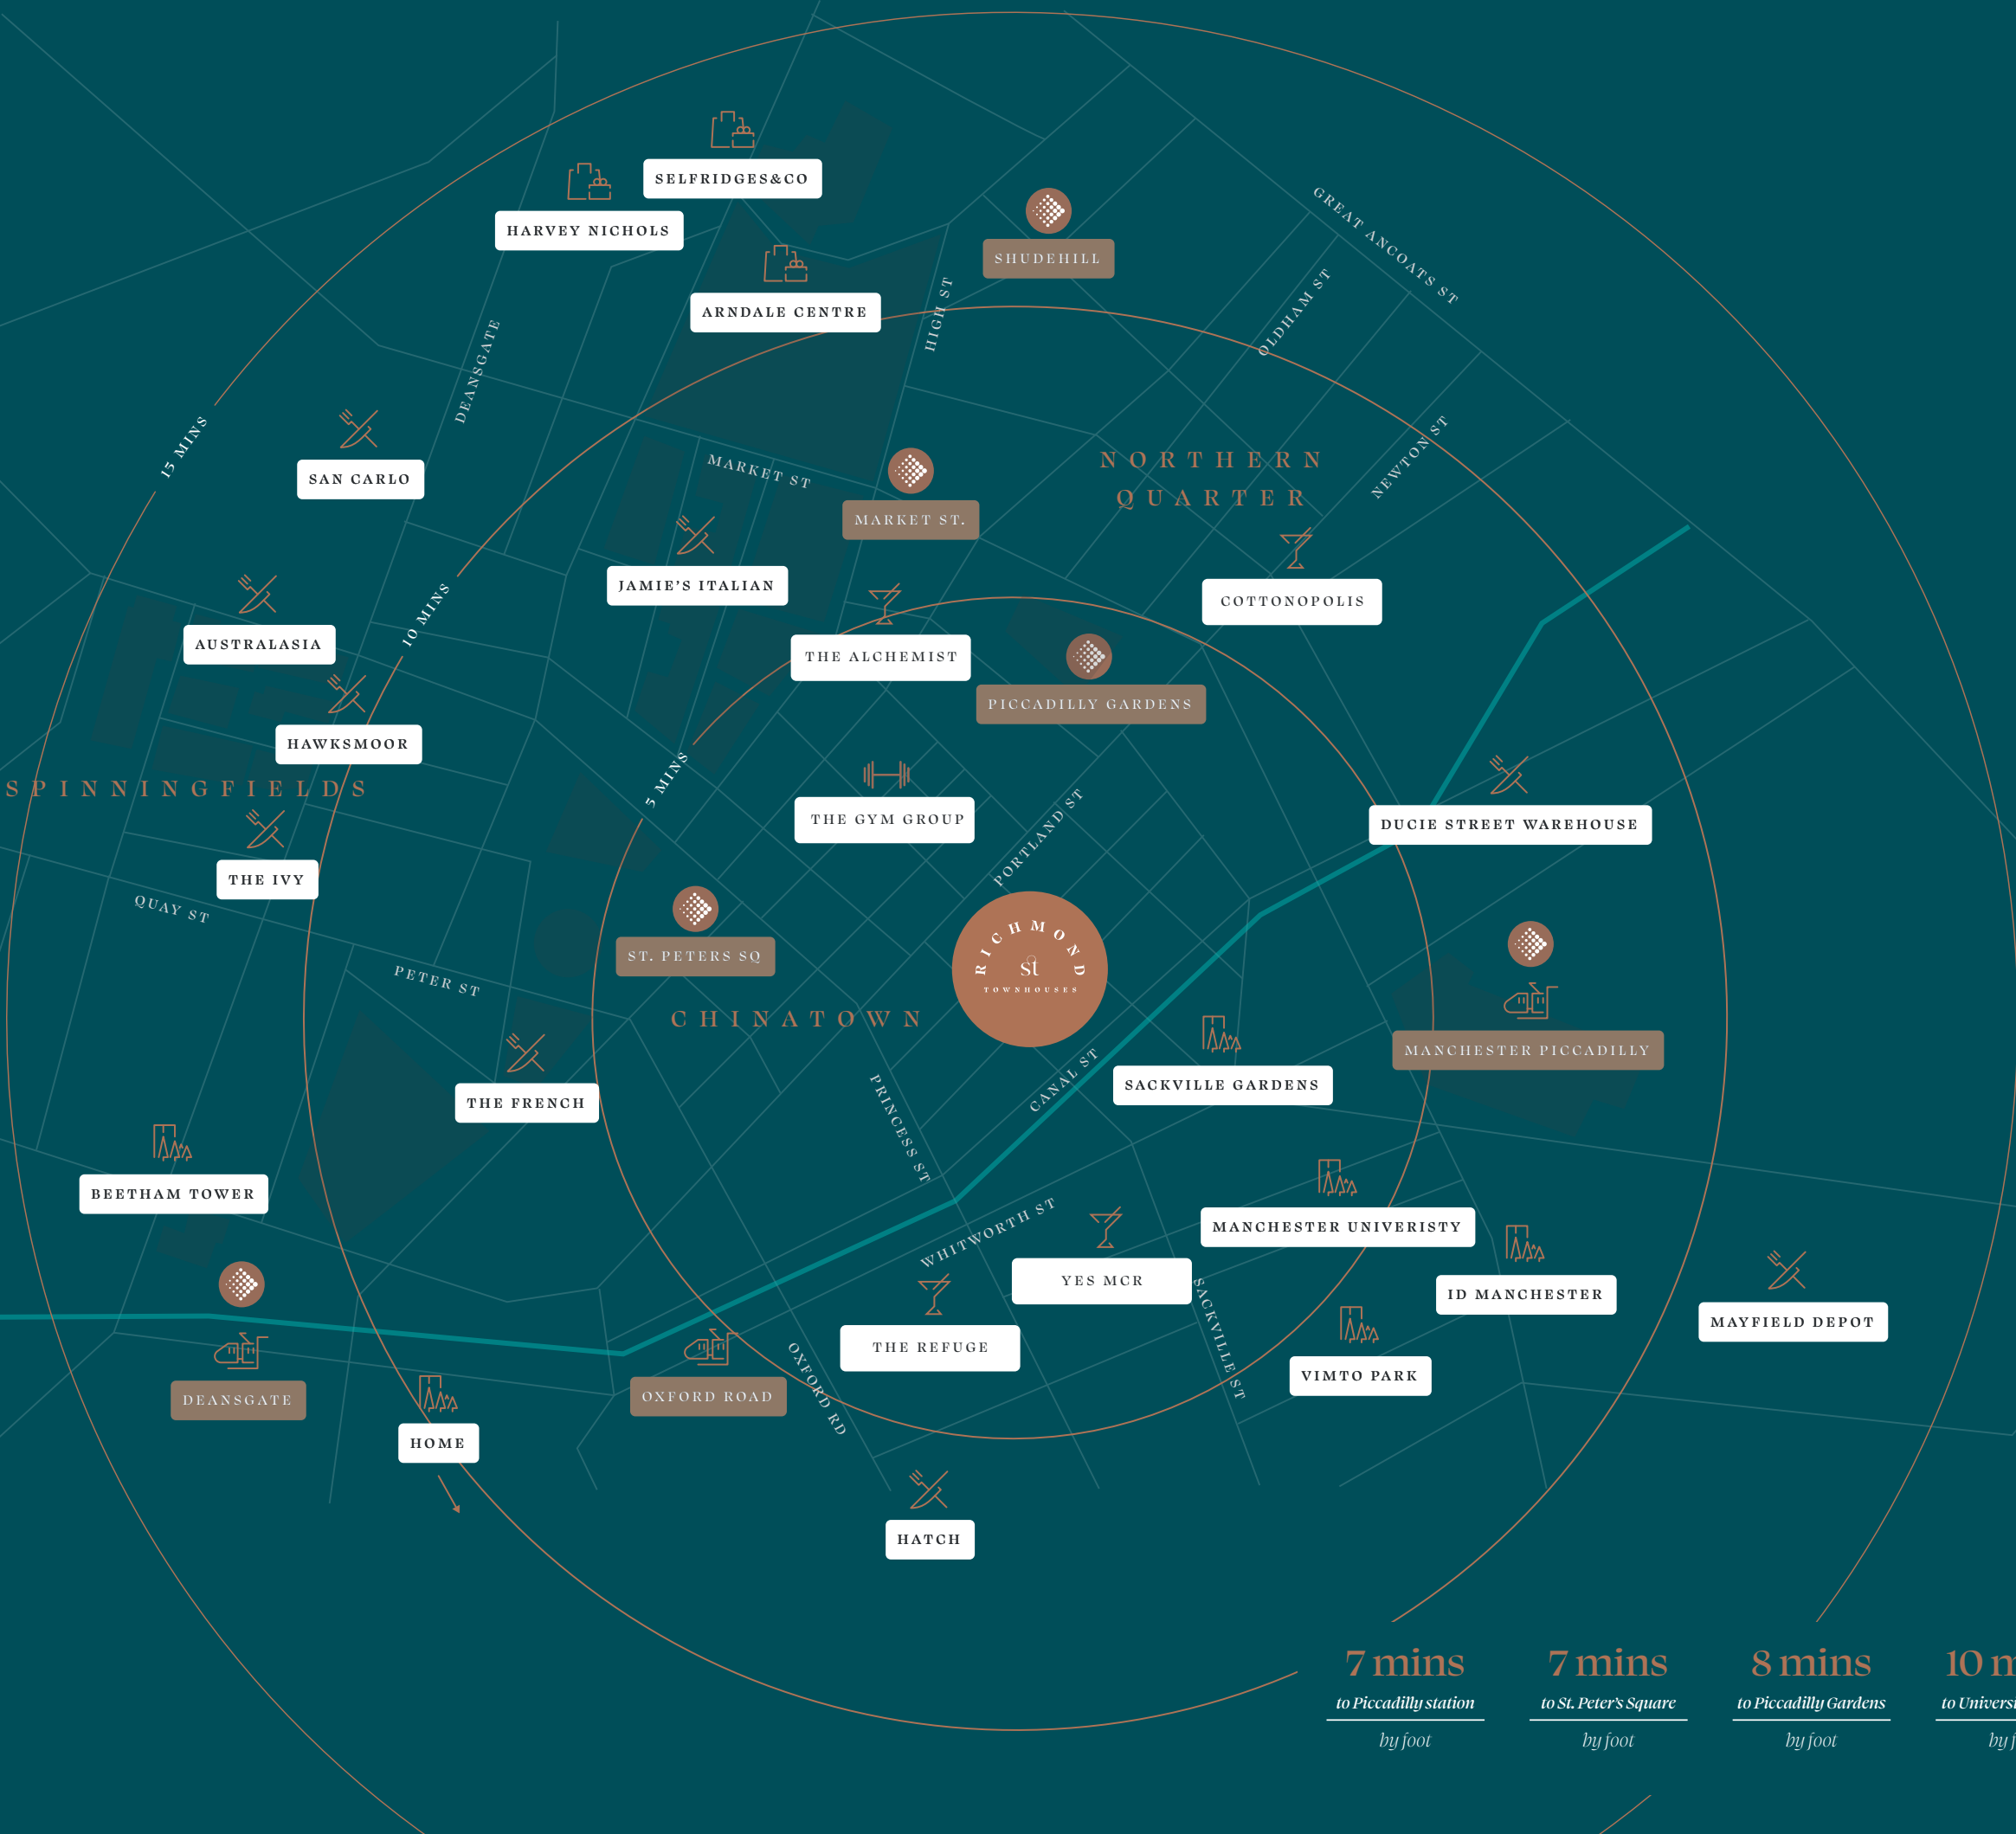 SELFRIDGES&CO
HARVEY NICHOLS
SHUDEHILL
GREAT ANCOATS ST
ARNDALE CENTRE
HIGH ST
OLDHAM ST
DEANSGATE
15 MINS
SAN CARLO
MARKET ST
NORTHERN
QUARTER
NEWTON ST
MARKET ST.
JAMIE'S ITALIAN
COTTONOPOLIS
10 MINS
AUSTRALASIA
THE ALCHEMIST
PICCADILLY GARDENS
HAWKSMOOR
SPINNINGFIELDS
5 MINS
THE GYM GROUP
PORTLAND ST
DUCIE STREET WAREHOUSE
THE IVY
QUAY ST
ST. PETERS SQ
RICHMOND
st
TOWNHOUSES
PETER ST
CHINATOWN
MANCHESTER PICCADILLY
CANAL ST
SACKVILLE GARDENS
THE FRENCH
PRINCESS ST
BEETHAM TOWER
WHITWORTH ST
MANCHESTER UNIVERISTY
YES MCR
ID MANCHESTER
MAYFIELD DEPOT
SACKVILLE ST
THE REFUGE
VIMTO PARK
DEANSGATE
OXFORD ROAD
OXFORD RD
HOME
HATCH
7 mins
to Piccadilly station
by foot
7 mins
to St. Peter's Square
by foot
8 mins
to Piccadilly Gardens
by foot
10
to
by